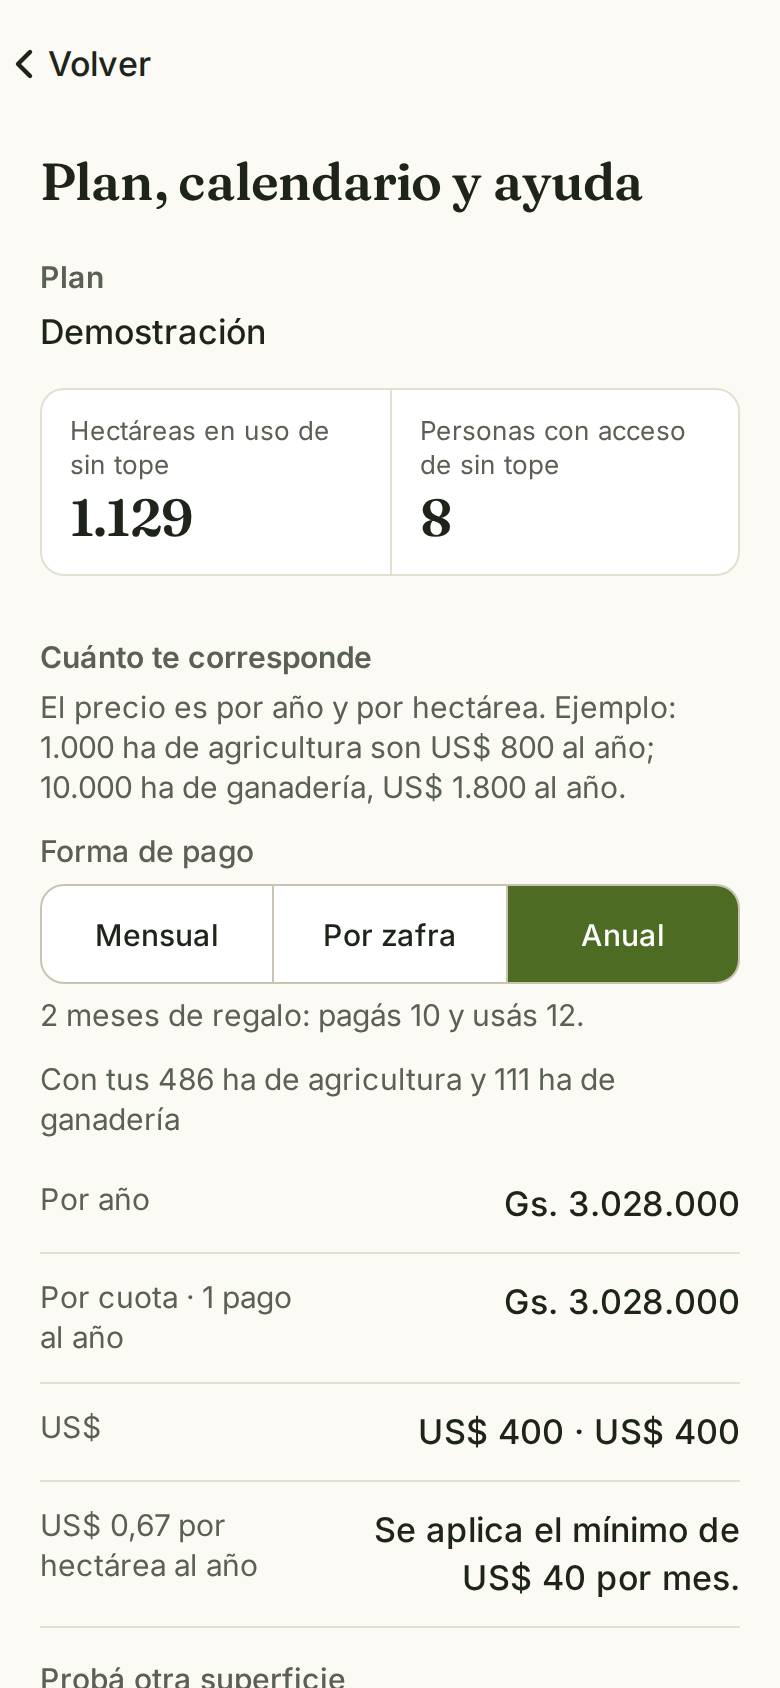 Volver
Plan, calendario y ayuda
Plan
Demostración
Hectáreas en uso de
sin tope
1.129
Personas con acceso
de sin tope
8
Cuánto te corresponde
El precio es por año y por hectárea. Ejemplo:
1.000 ha de agricultura son US$ 800 al año;
10.000 ha de ganadería, US$ 1.800 al año.
Forma de pago
Mensual
Por zafra
Anual
2 meses de regalo: pagás 10 y usás 12.
Con tus 486 ha de agricultura y 111 ha de
ganadería
Por año
Gs. 3.028.000
Por cuota · 1 pago
al año
Gs. 3.028.000
US$
US$ 400 · US$ 400
US$ 0,67 por
hectárea al año
Se aplica el mínimo de
US$ 40 por mes.
Probá otra superficie